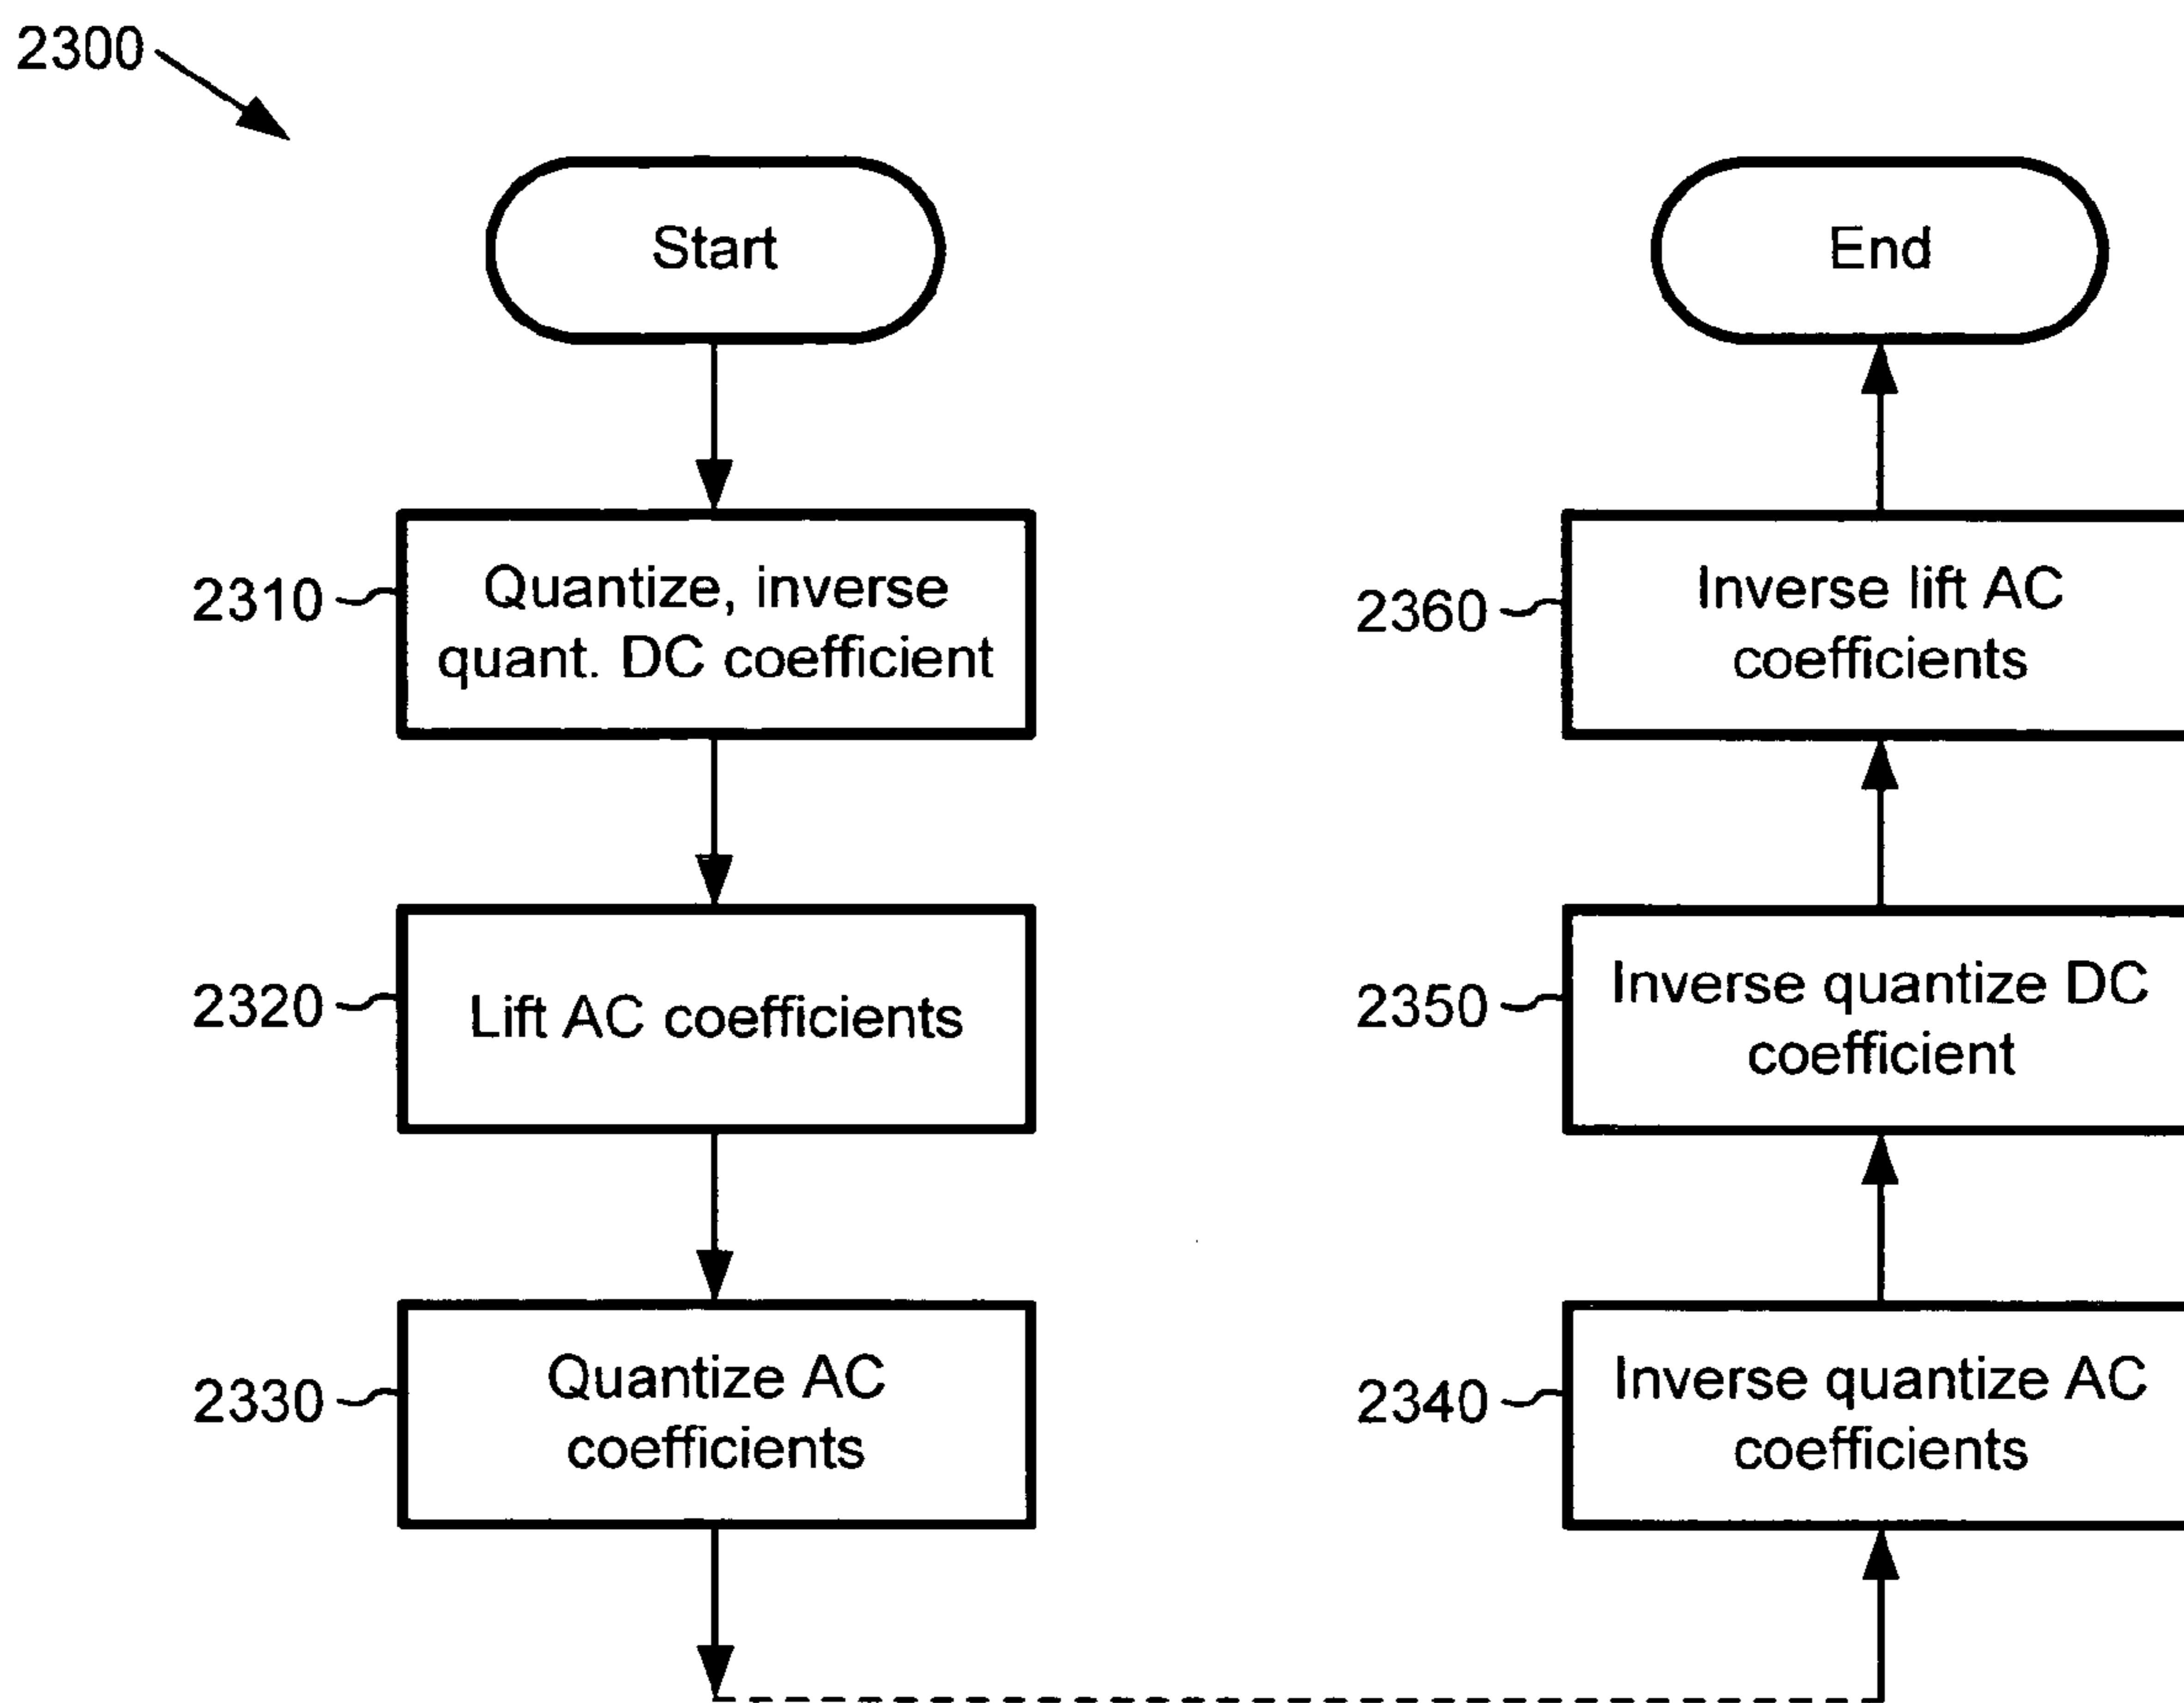 2300
Start
2310
Quantize, inverse
quant. DC coefficient
2320
Lift AC coefficients
2330
Quantize AC
coefficients
End
2360
Inverse lift AC
coefficients
2350
Inverse quantize DC
coefficient
2340
Inverse quantize AC
coefficients